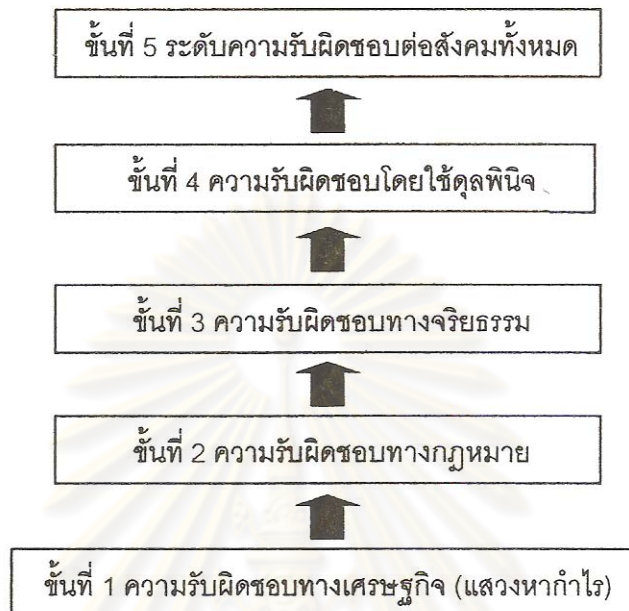 ขั้นที่ 5 ระดับความรับผิดชอบต่อสังคมทั้งหมด
ขั้นที่ 4 ความรับผิดชอบโดยใช้ดุลพินิจ
ขั้นที่ 3 ความรับผิดชอบทางจริยธรรม
ขั้นที่ 2 ความรับผิดชอบทางกฎหมาย
ขั้นที่ 1 ความรับผิดชอบทางเศรษฐกิจ (แสวงหากำไร)